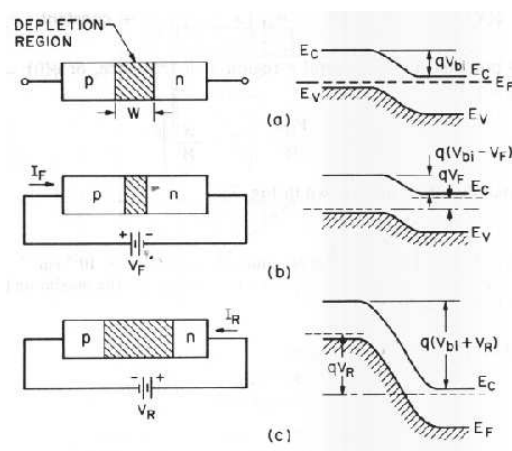 DEPLETION
REGION
p n
W
E_C qV_bi E_C
E_F
E_V E_V
(a)
I_F
p n
+ -
V_F
q(V_bi - V_F)
qV_F
E_C
E_V
(b)
I_R
p n
- +
V_R
qV_R
q(V_bi + V_R)
E_C
E_F
(c)